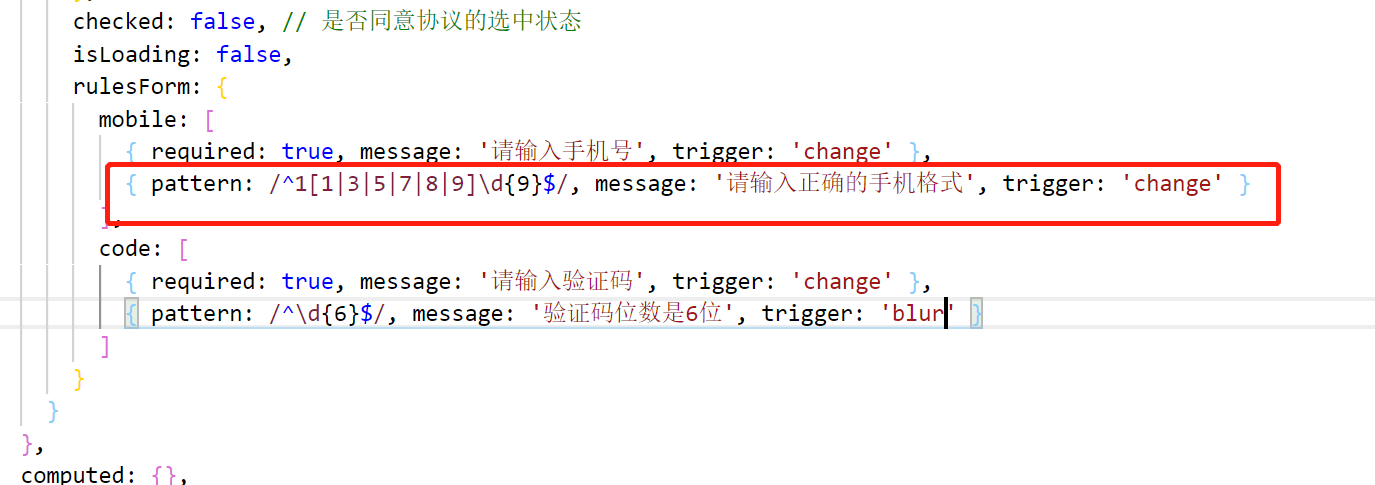 checked: false, // 是否同意协议的选中状态
isLoading: false,
rulesForm: {
mobile: [
{ required: true, message: '请输入手机号', trigger: 'change' },
{ pattern: /^1[1|3|5|7|8|9]\d{9}$/, message: '请输入正确的手机格式', trigger: 'change' }
],
code: [
{ required: true, message: '请输入验证码', trigger: 'change' },
{ pattern: /^\d{6}$/, message: '验证码位数是6位', trigger: 'blur' }
]
}
}
},
computed: {},